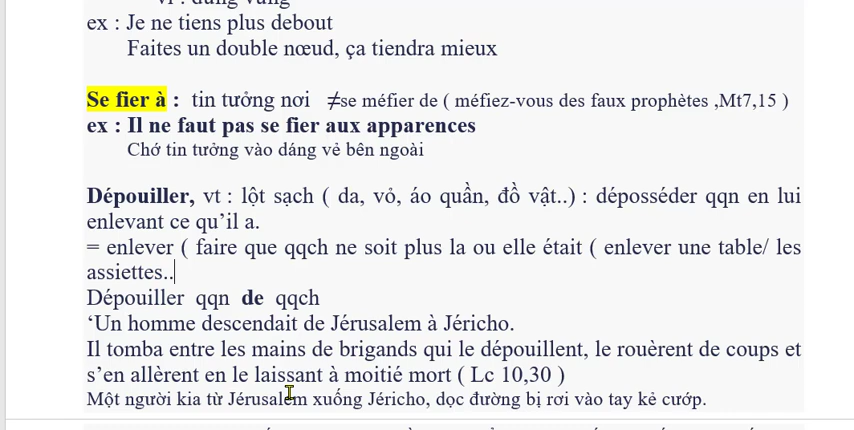 vi : đứng vững
ex : Je ne tiens plus debout
Faites un double nœud, ça tiendra mieux
Se fier à : tin tưởng nơi ≠se méfier de ( méfiez-vous des faux prophètes ,Mt7,15 )
ex : Il ne faut pas se fier aux apparences
Chớ tin tưởng vào dáng vẻ bên ngoài
Dépouiller, vt : lột sạch ( da, vỏ, áo quần, đồ vật..) : déposséder qqn en lui
enlevant ce qu’il a.
= enlever ( faire que qqch ne soit plus la ou elle était ( enlever une table/ les
assiettes..
Dépouiller qqn de qqch
‘Un homme descendait de Jérusalem à Jéricho.
Il tomba entre les mains de brigands qui le dépouillent, le rouèrent de coups et
s’en allèrent en le laissant à moitié mort ( Lc 10,30 )
Một người kia từ Jérusalem xuống Jéricho, dọc đường bị rơi vào tay kẻ cướp.